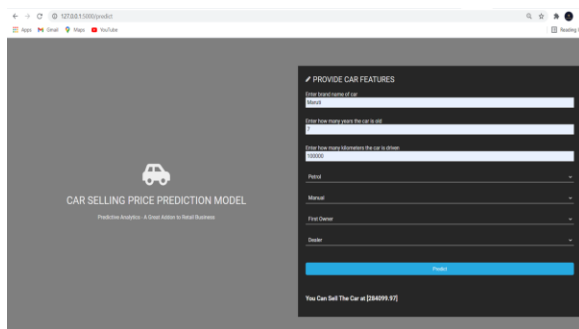 127.0.0.1:5000/predict
Apps Gmail Maps YouTube Reading
PROVIDE CAR FEATURES
Enter brand name of car
Maruti
Enter how many years the car is old
7
Enter how many kilometers the car is driven
100000
Petrol
Manual
First Owner
Dealer
Predict
You Can Sell The Car at [284099.97]
CAR SELLING PRICE PREDICTION MODEL
Predictive Analytics - A Great Addon to Retail Business